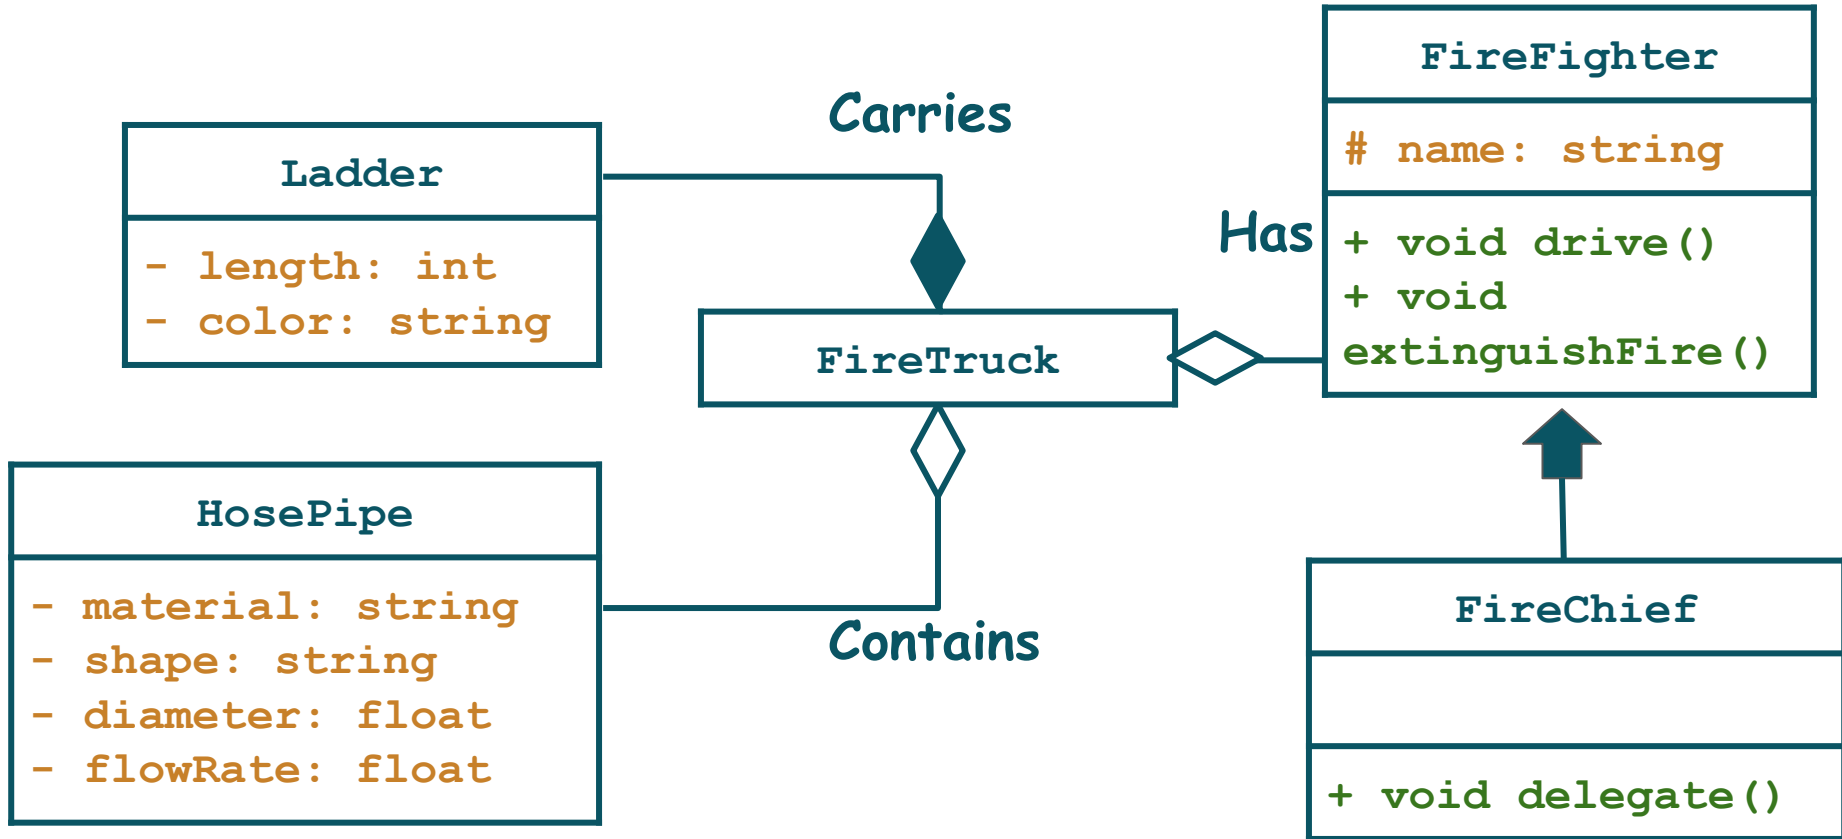 Ladder
- length: int
- color: string
Carries
FireTruck
Has
FireFighter
# name: string
+ void drive()
+ void
extinguishFire()
HosePipe
- material: string
- shape: string
- diameter: float
- flowRate: float
Contains
FireChief
+ void delegate()